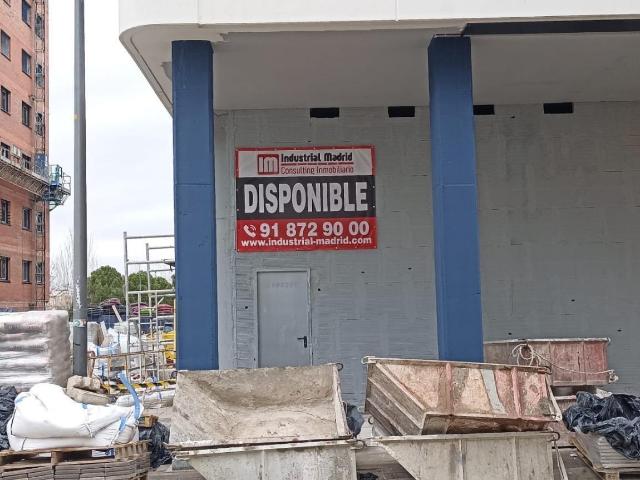 im Industrial Madrid
Consulting Inmobiliario
DISPONIBLE
91 872 90 00
www.industrial-madrid.com